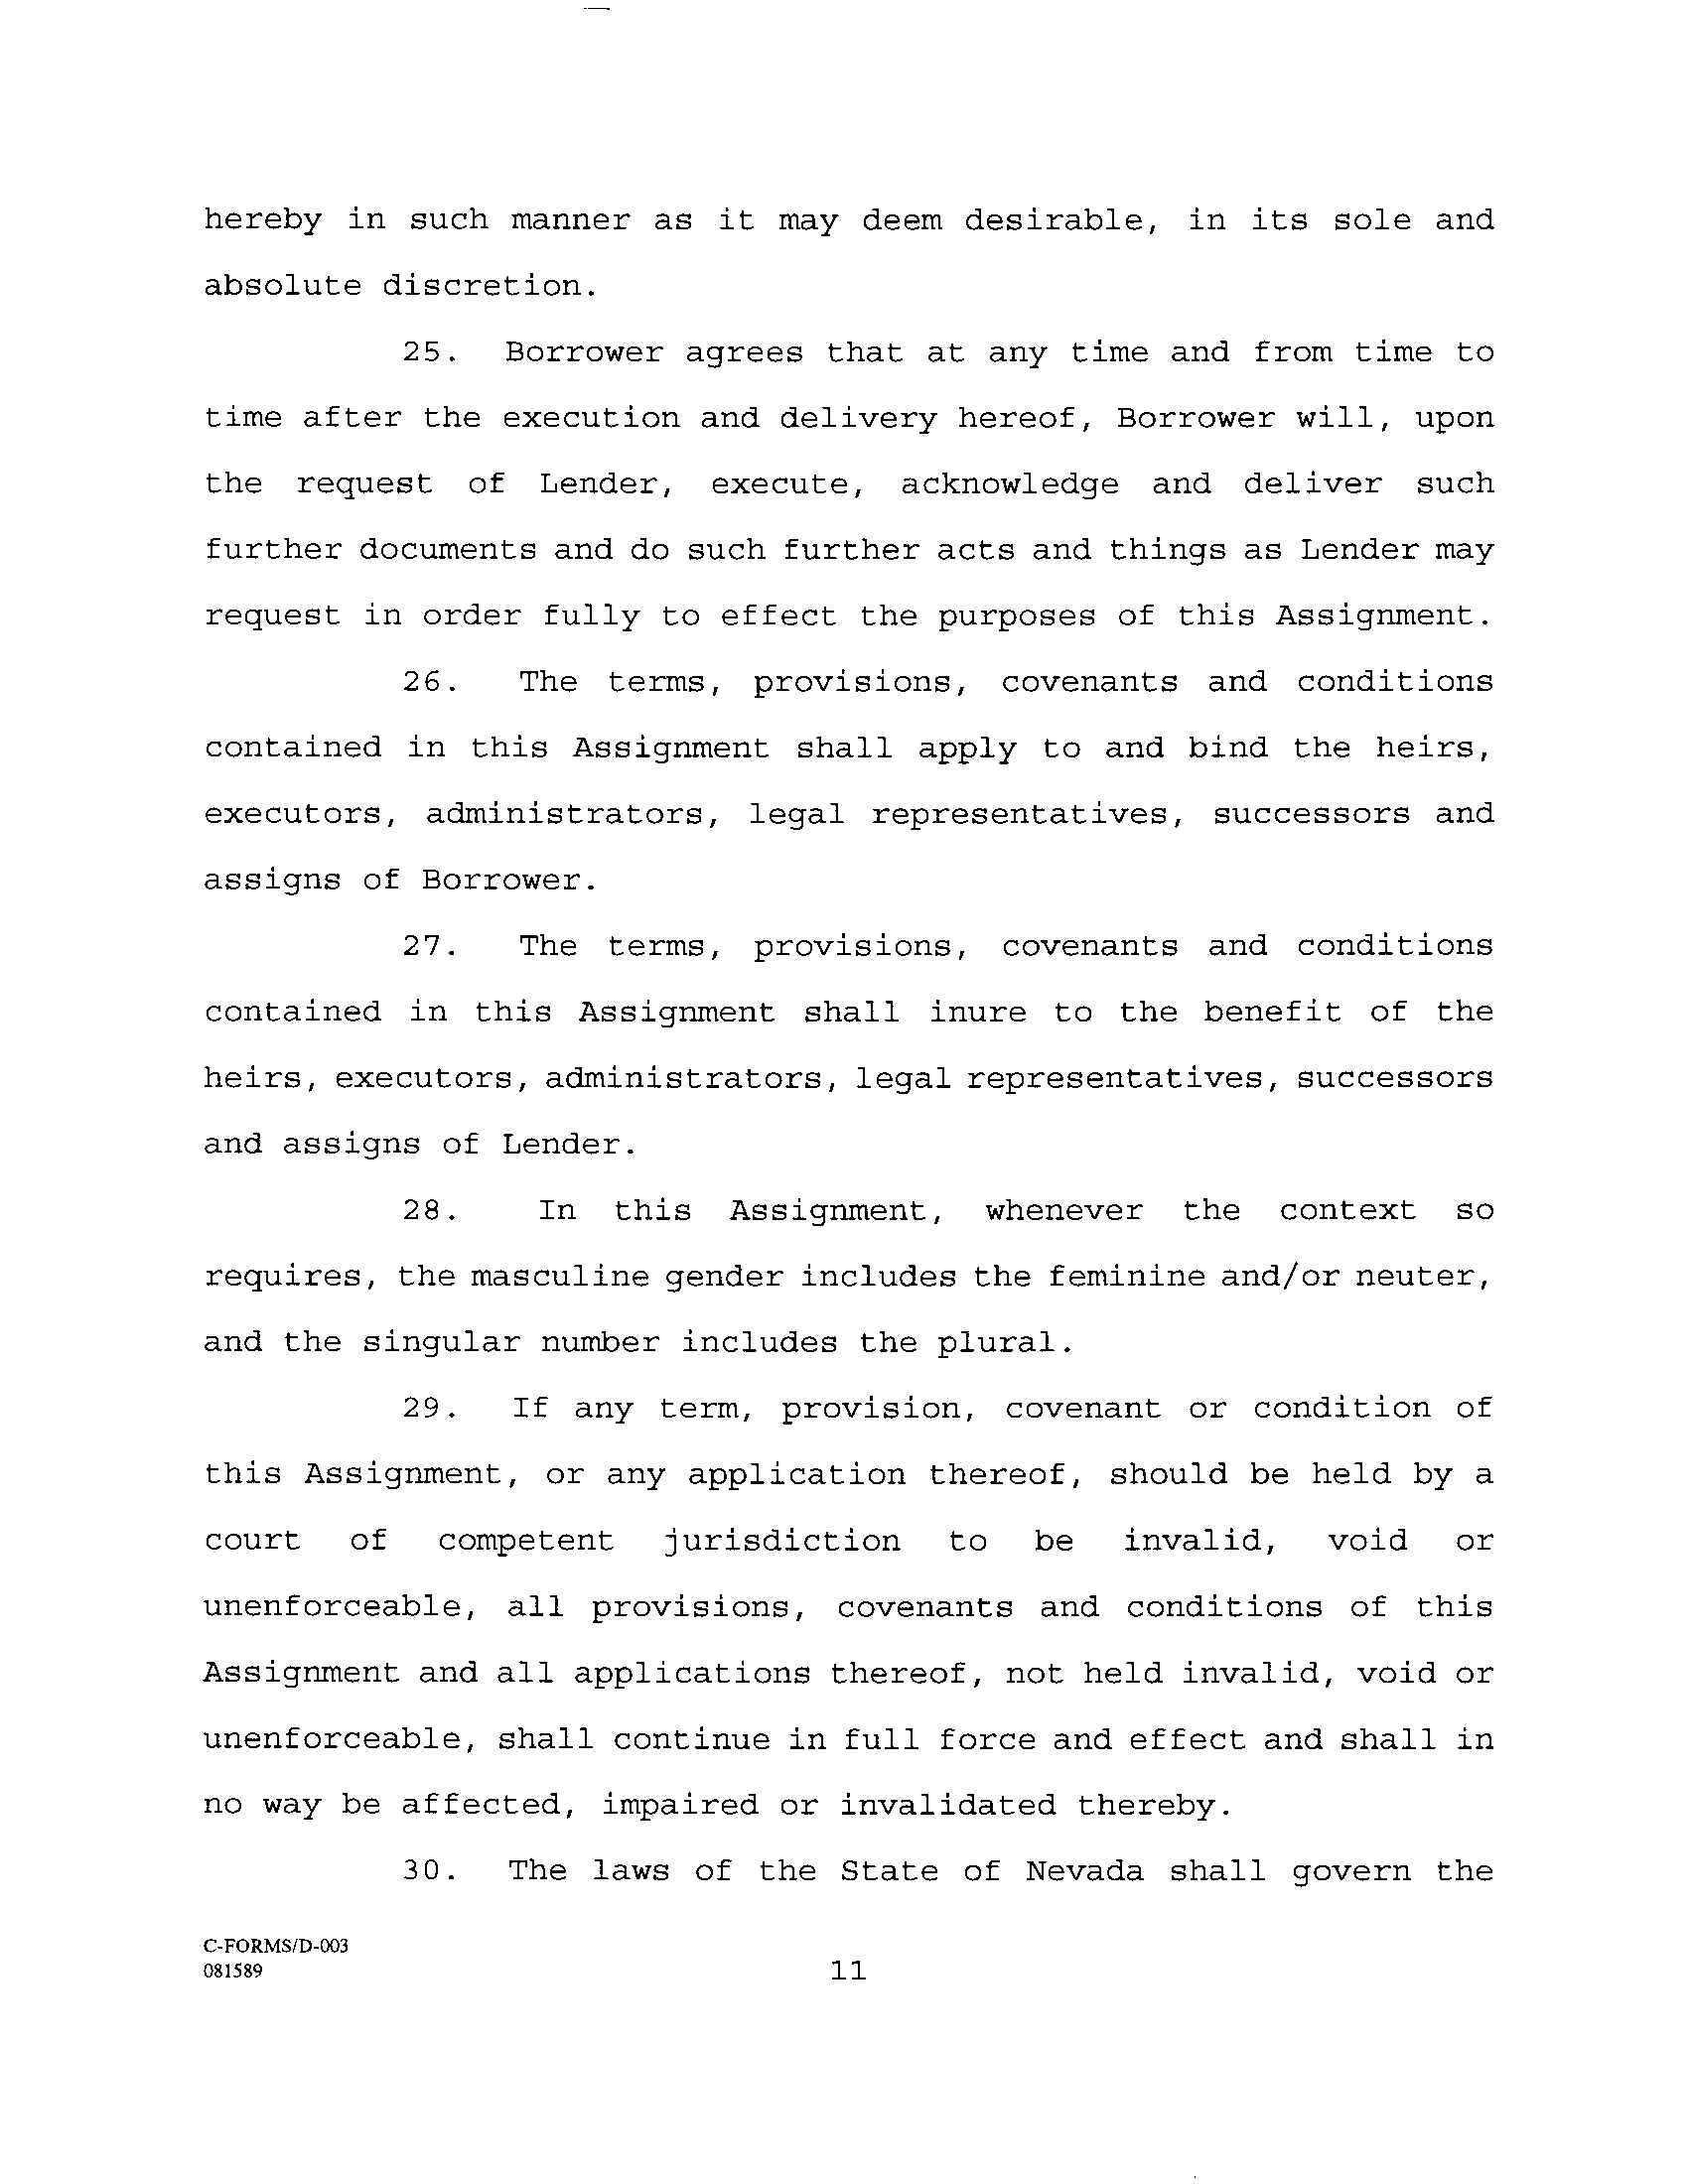 hereby in such manner as it may deem desirable, in its sole and
absolute discretion.
25. Borrower agrees that at any time and from time to
time after the execution and delivery hereof, Borrower will, upon
the request of Lender, execute, acknowledge and deliver such
further documents and do such further acts and things as Lender may
request in order fully to effect the purposes of this Assignment.
26. The terms, provisions, covenants and conditions
contained in this Assignment shall apply to and bind the heirs,
executors, administrators, legal representatives, successors and
assigns of Borrower.
27. The terms, provisions, covenants and conditions
contained in this Assignment shall inure to the benefit of the
heirs, executors, administrators, legal representatives, successors
and assigns of Lender.
28. In this Assignment, whenever the context so
requires, the masculine gender includes the feminine and/or neuter,
and the singular number includes the plural.
29. If any term, provision, covenant or condition of
this Assignment, or any application thereof, should be held by a
court of competent jurisdiction to be invalid, void or
unenforceable, all provisions, covenants and conditions of this
Assignment and all applications thereof, not held invalid, void or
unenforceable, shall continue in full force and effect and shall in
no way be affected, impaired or invalidated thereby.
30. The laws of the State of Nevada shall govern the
C-FORMS/D-003
081589
11